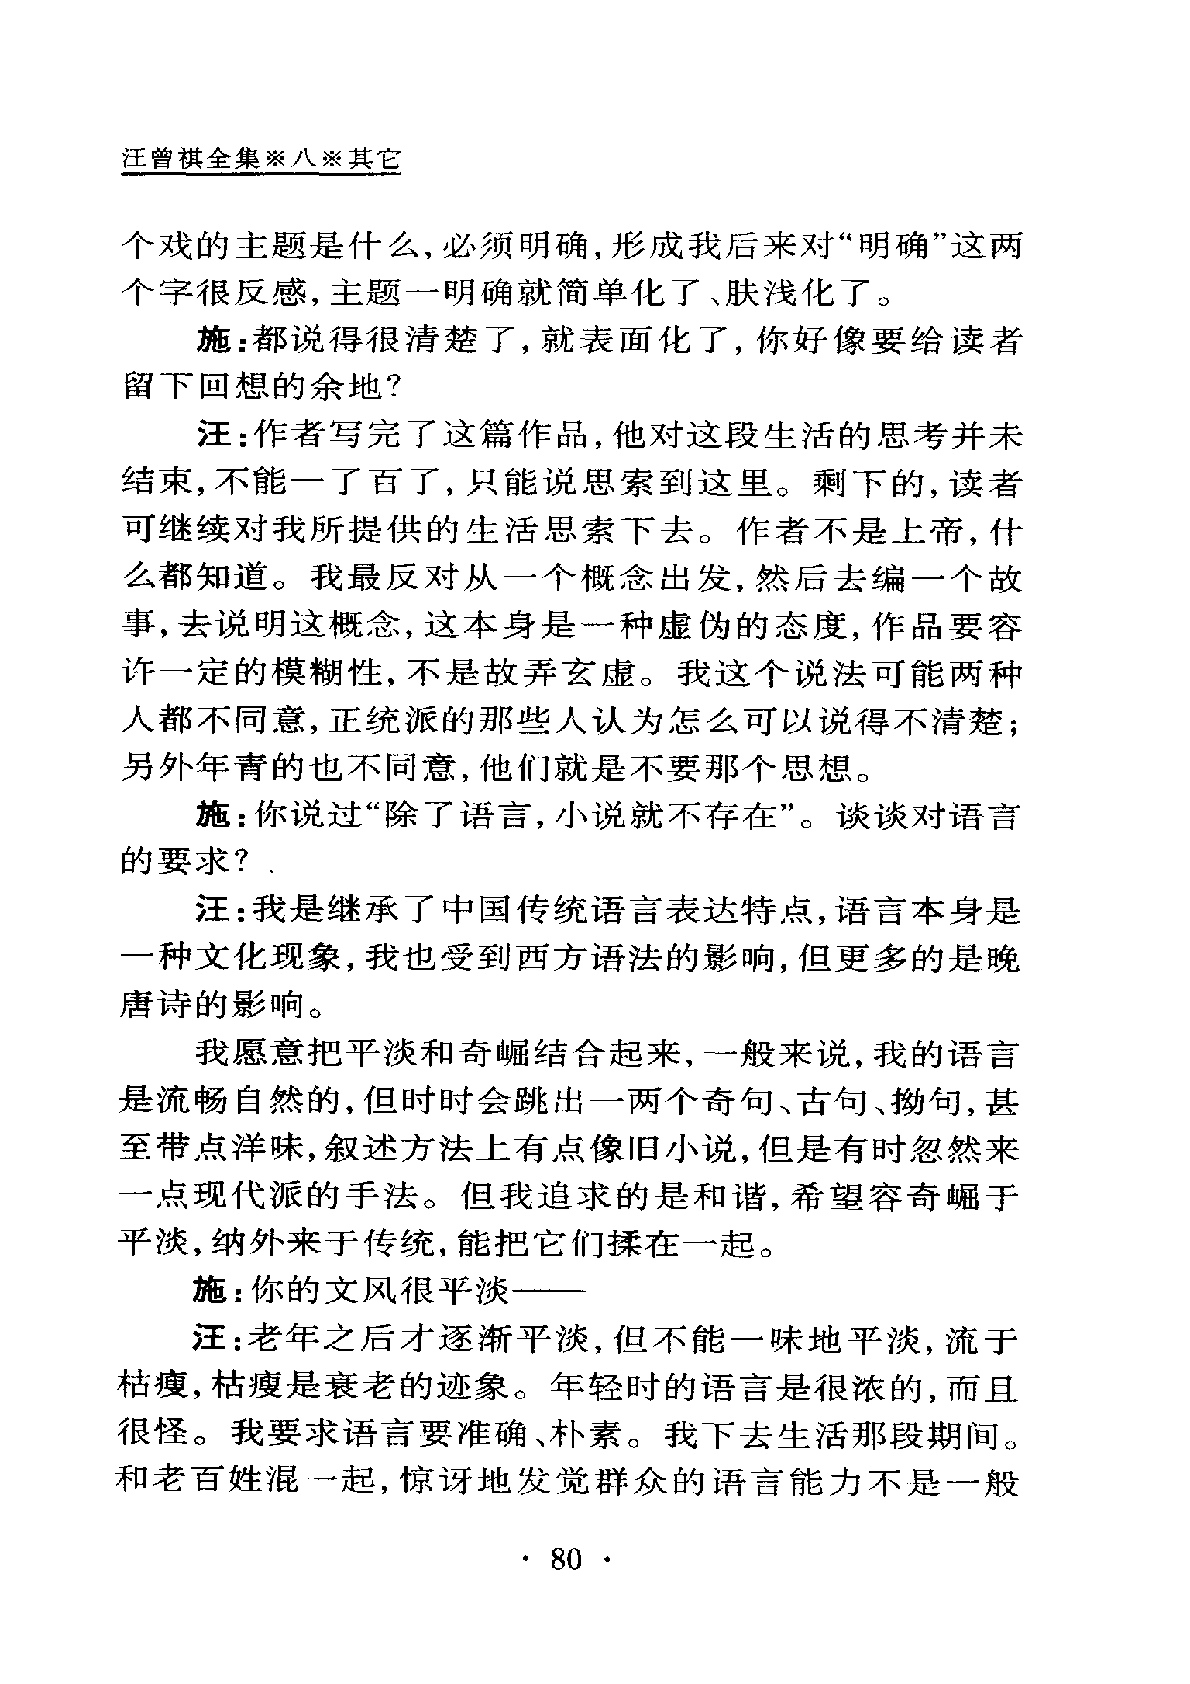 汪曾祺全集※八※其它
个戏的主题是什么,必须明确,形成我后来对“明确”这两
个字很反感,主题一明确就简单化了、肤浅化了。
施:都说得很清楚了,就表面化了,你好像要给读者
留下回想的余地?
汪:作者写完了这篇作品,他对这段生活的思考并未
结束,不能一了百了,只能说思索到这里。剩下的,读者
可继续对我所提供的生活思索下去。作者不是上帝,什
么都知道。我最反对从一个概念出发,然后去编一个故
事,去说明这概念,这本身是一种虚伪的态度,作品要容
许一定的模糊性,不是故弄玄虚。我这个说法可能两种
人都不同意,正统派的那些人认为怎么可以说得不清楚;
另外年青的也不同意,他们就是不要那个思想。
施:你说过“除了语言,小说就不存在”。谈谈对语言
的要求?
汪:我是继承了中国传统语言表达特点,语言本身是
一种文化现象,我也受到西方语法的影响,但更多的是晚
唐诗的影响。
我愿意把平淡和奇崛结合起来,一般来说,我的语言
是流畅自然的,但时时会跳出一两个奇句、古句、拗句,甚
至带点洋味,叙述方法上有点像旧小说,但是有时忽然来
一点现代派的手法。但我追求的是和谐,希望容奇崛于
平淡,纳外来于传统,能把它们揉在一起。
施:你的文风很平淡——
汪:老年之后才逐渐平淡,但不能一味地平淡,流于
枯瘦,枯瘦是衰老的迹象。年轻时的语言是很浓的,而且
很怪。我要求语言要准确、朴素。我下去生活那段期间。
和老百姓混一起,惊讶地发觉群众的语言能力不是一般
· 80 ·